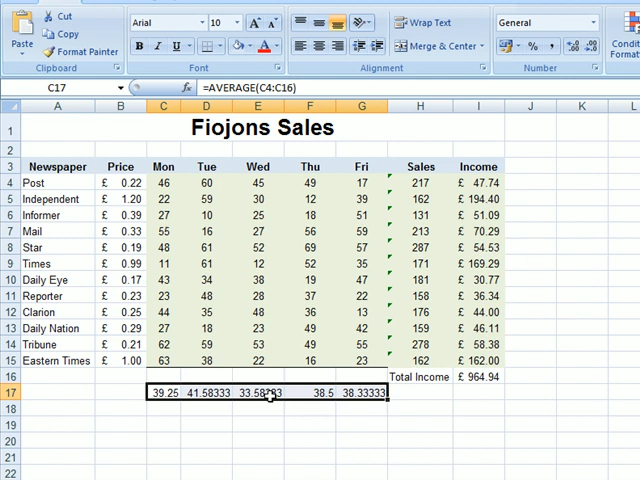 Cut
Copy
Paste
Format Painter
Clipboard
Arial 10 A A
B I U A
Font
Wrap Text
Merge & Center
Alignment
General
% ,
Number
Condi
Format
C17 fx =AVERAGE(C4:C16)
A B C D E F G H I J K L
1 Fiojons Sales
2
3 Newspaper Price Mon Tue Wed Thu Fri Sales Income
4 Post £ 0.22 46 60 45 49 17 217 £ 47.74
5 Independent £ 1.20 22 59 30 12 39 162 £ 194.40
6 Informer £ 0.39 27 10 25 18 51 131 £ 51.09
7 Mail £ 0.33 55 16 27 56 59 213 £ 70.29
8 Star £ 0.19 48 61 52 69 57 287 £ 54.53
9 Times £ 0.99 11 61 12 52 35 171 £ 169.29
10 Daily Eye £ 0.17 43 34 38 19 47 181 £ 30.77
11 Reporter £ 0.23 23 48 28 37 22 158 £ 36.34
12 Clarion £ 0.25 44 35 48 36 13 176 £ 44.00
13 Daily Nation £ 0.29 27 18 23 49 42 159 £ 46.11
14 Tribune £ 0.21 62 59 53 49 55 278 £ 58.38
15 Eastern Times £ 1.00 63 38 22 16 23 162 £ 162.00
16 Total Income £ 964.94
17 39.25 41.58333 33.58333 38.5 38.33333
18
19
20
21
22